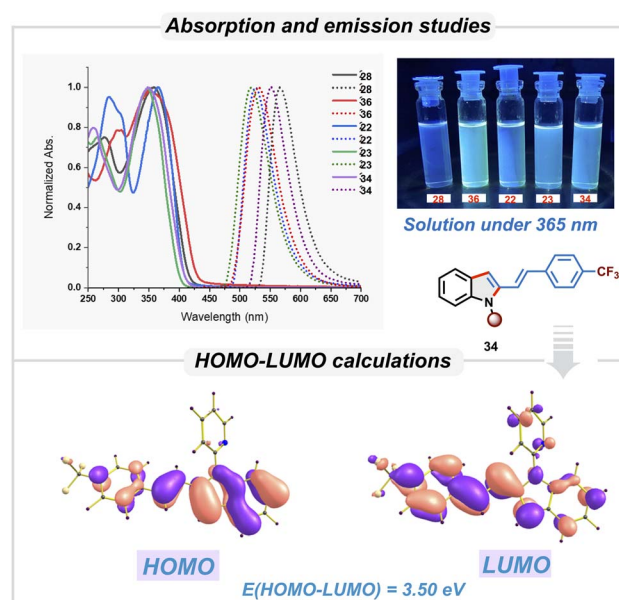 Absorption and emission studies
Normalized Abs.
1.0
0.8
0.6
0.4
0.2
0.0
250 300 350 400 450 500 550 600 650 700
Wavelength (nm)
28
28
36
36
22
22
23
23
34
34
28 36 22 23 34
Solution under 365 nm
CF3
N
34
HOMO-LUMO calculations
HOMO
LUMO
E(HOMO-LUMO) = 3.50 eV